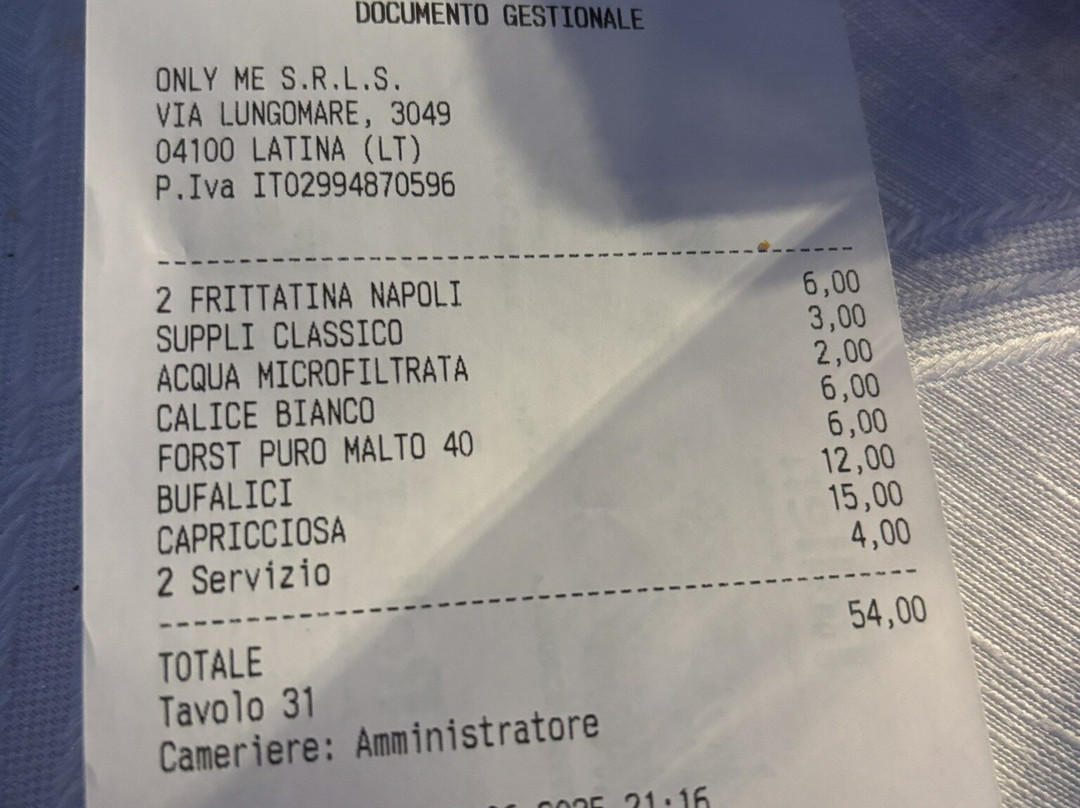 DOCUMENTO GESTIONALE
ONLY ME S.R.L.S.
VIA LUNGOMARE, 3049
04100 LATINA (LT)
P.Iva IT02994870596
2 FRITTATINA NAPOLI 6,00
SUPPLI CLASSICO 3,00
ACQUA MICROFILTRATA 2,00
CALICE BIANCO 6,00
FORST PURO MALTO 40 6,00
BUFALICI 12,00
CAPRICCIOSA 15,00
2 Servizio 4,00
TOTALE 54,00
Tavolo 31
Cameriere: Amministratore
21:16